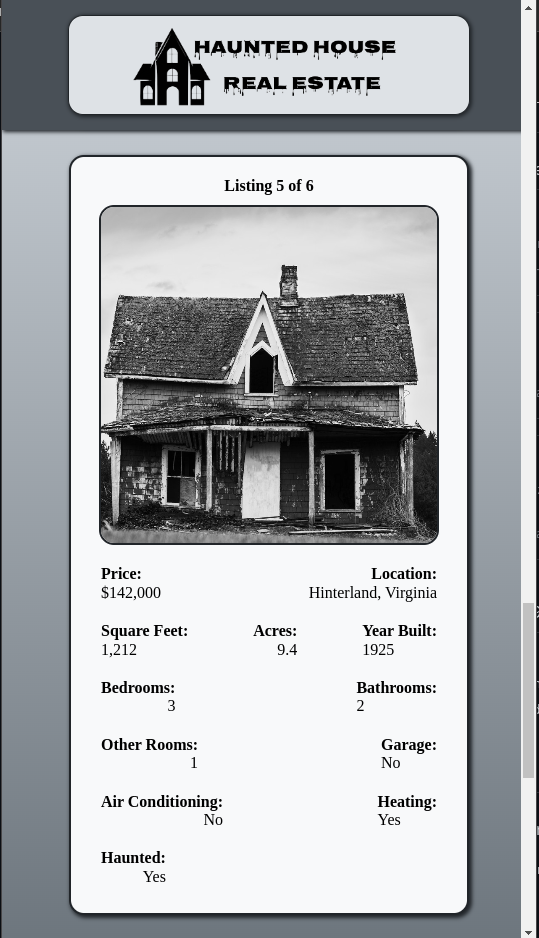 HAUNTED HOUSE
REAL ESTATE
Listing 5 of 6
Price: Location:
$142,000 Hinterland, Virginia
Square Feet: Acres: Year Built:
1,212 9.4 1925
Bedrooms: Bathrooms:
3 2
Other Rooms: Garage:
1 No
Air Conditioning: Heating:
No Yes
Haunted:
Yes